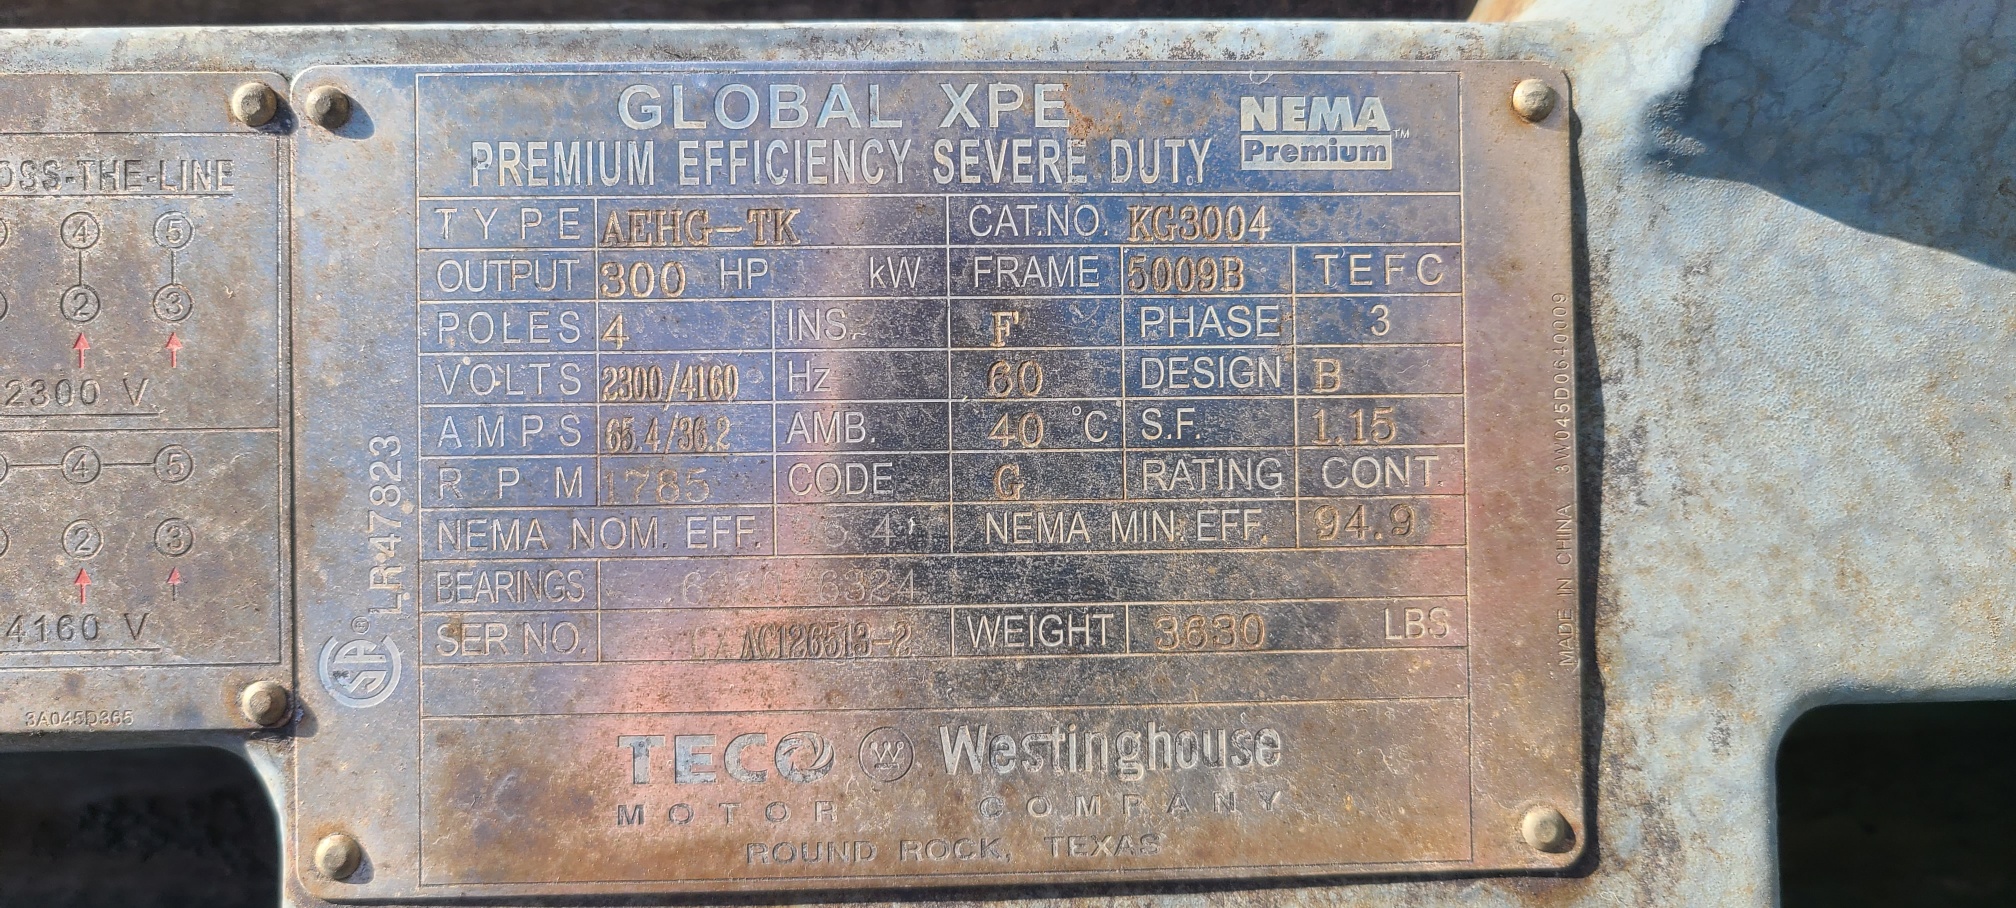 GLOBAL XPE
PREMIUM EFFICIENCY SEVERE DUTY
NEMA
Premium™
TYPE AEHG-TK CAT.NO. KG3004
OUTPUT 300 HP kW FRAME 5009B TEFC
POLES 4 INS. F PHASE 3
VOLTS 2300/4160 Hz 60 DESIGN B
AMPS 65.4/36.2 AMB. 40 °C S.F. 1.15
RPM 1785 CODE G RATING CONT.
NEMA NOM. EFF. NEMA MIN. EFF. 94.9
BEARINGS
SER NO. WEIGHT 3630 LBS
TECO Westinghouse
MOTOR COMPANY
ROUND ROCK, TEXAS
LR47823
SA®
MADE IN CHINA 3W045D0640009
OSS-THE-LINE
4 5
2 3
2300 V
4 5
2 3
4160 V
3A045D365